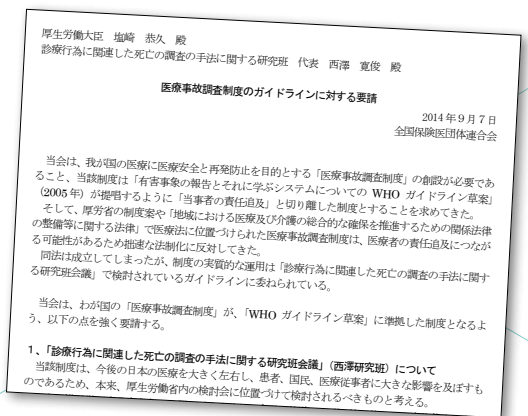 厚生労働大臣　塩崎　恭久　殿
診療行為に関連した死亡の調査の手法に関する研究班　代表　西澤　寛俊　殿
医療事故調査制度のガイドラインに対する要請
2014年9月7日
全国保険医団体連合会
当会は、我が国の医療に医療安全と再発防止を目的とする「医療事故調査制度」の創設が必要であ
ること、当該制度は「有害事象の報告とそれに学ぶシステムについての WHO ガイドライン草案」
（2005年）が提唱するように「当事者の責任追及」と切り離した制度とすることを求めてきた。
そして、厚労省の制度案や「地域における医療及び介護の総合的な確保を推進するための関係法律
の整備等に関する法律」で医療法に位置づけられた医療事故調査制度は、医療者の責任追及につなが
る可能性があるため拙速な法制化に反対してきた。
同法は成立してしまったが、制度の実質的な運用は「診療行為に関連した死亡の調査の手法に関す
る研究班会議」で検討されているガイドラインに委ねられている。
当会は、わが国の「医療事故調査制度」が、「WHO ガイドライン草案」に準拠した制度となるよ
う、以下の点を強く要請する。
1、「診療行為に関連した死亡の調査の手法に関する研究班会議」（西澤研究班）について
当該制度は、今後の日本の医療を大きく左右し、患者、国民、医療従事者に大きな影響を及ぼすも
のであるため、本来、厚生労働省内の検討会に位置づけて検討されるべきものと考える。